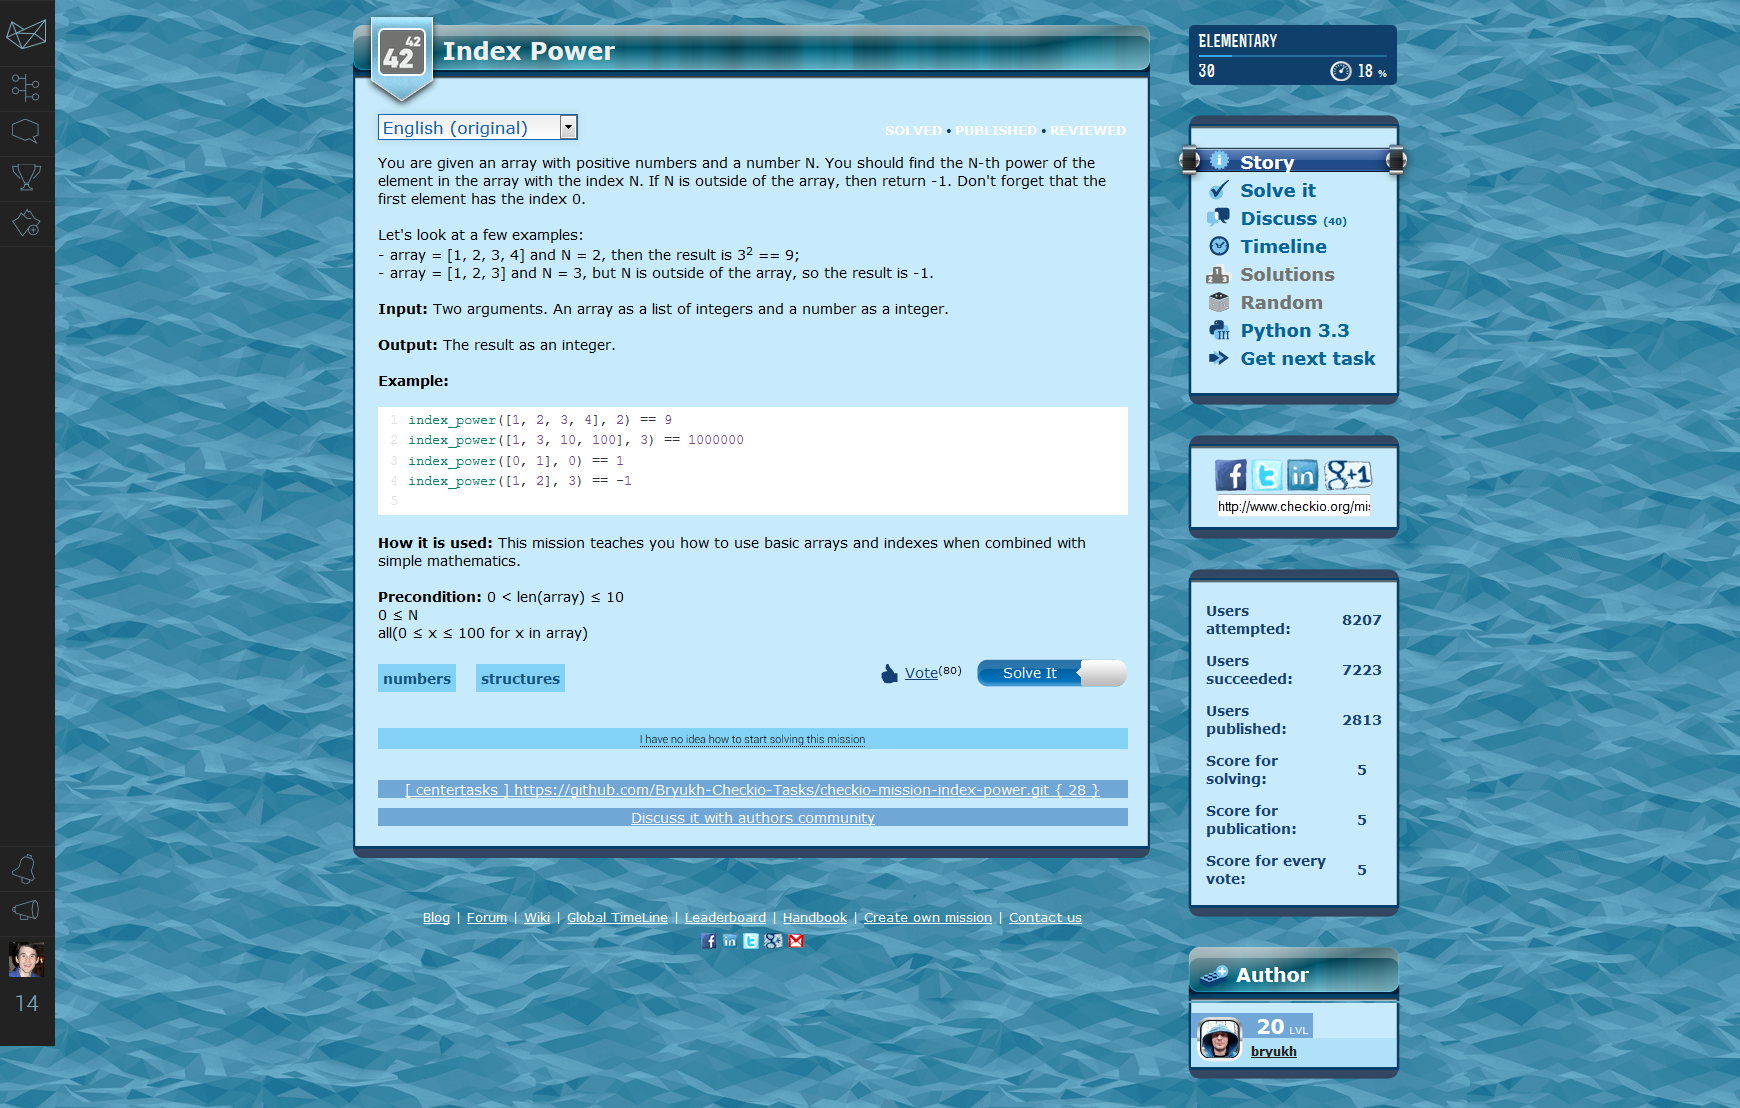 42 42
Index Power
English (original)
SOLVED • PUBLISHED • REVIEWED
You are given an array with positive numbers and a number N. You should find the N-th power of the
element in the array with the index N. If N is outside of the array, then return -1. Don't forget that the
first element has the index 0.
Let's look at a few examples:
- array = [1, 2, 3, 4] and N = 2, then the result is 3² == 9;
- array = [1, 2, 3] and N = 3, but N is outside of the array, so the result is -1.
Input: Two arguments. An array as a list of integers and a number as a integer.
Output: The result as an integer.
Example:
1 index_power([1, 2, 3, 4], 2) == 9
2 index_power([1, 3, 10, 100], 3) == 1000000
3 index_power([0, 1], 0) == 1
4 index_power([1, 2], 3) == -1
5
How it is used: This mission teaches you how to use basic arrays and indexes when combined with
simple mathematics.
Precondition: 0 < len(array) ≤ 10
0 ≤ N
all(0 ≤ x ≤ 100 for x in array)
numbers structures
Vote(80) Solve It
I have no idea how to start solving this mission
[ centertasks ] https://github.com/Bryukh-Checkio-Tasks/checkio-mission-index-power.git { 28 }
Discuss it with authors community
Blog | Forum | Wiki | Global TimeLine | Leaderboard | Handbook | Create own mission | Contact us
14
ELEMENTARY
30 18 %
Story
Solve it
Discuss (40)
Timeline
Solutions
Random
Python 3.3
Get next task
f t in g+1
http://www.checkio.org/mis
Users
attempted: 8207
Users
succeeded: 7223
Users
published: 2813
Score for
solving: 5
Score for
publication: 5
Score for every
vote: 5
Author
20 LVL
bryukh